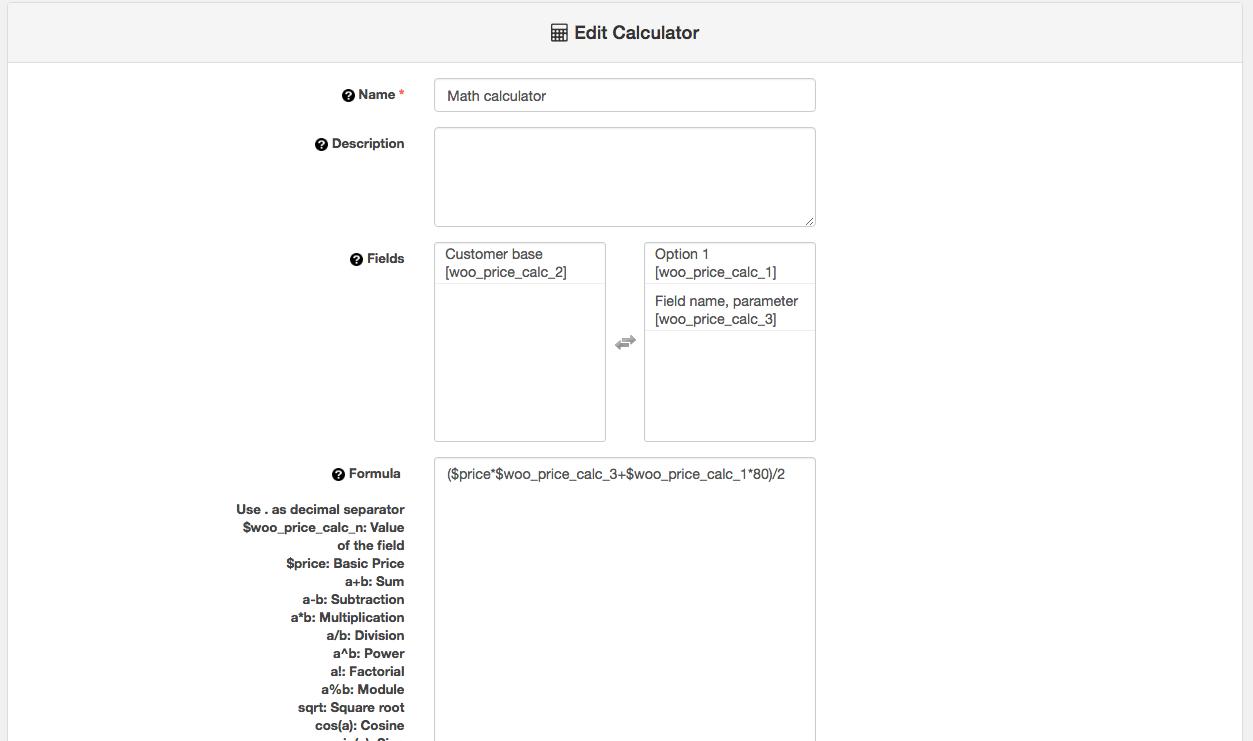 Edit Calculator
Name *
Math calculator
Description
Fields
Customer base
[woo_price_calc_2]
Option 1
[woo_price_calc_1]
Field name, parameter
[woo_price_calc_3]
Formula
($price*$woo_price_calc_3+$woo_price_calc_1*80)/2
Use . as decimal separator
$woo_price_calc_n: Value
of the field
$price: Basic Price
a+b: Sum
a-b: Subtraction
a*b: Multiplication
a/b: Division
a^b: Power
a!: Factorial
a%b: Module
sqrt: Square root
cos(a): Cosine